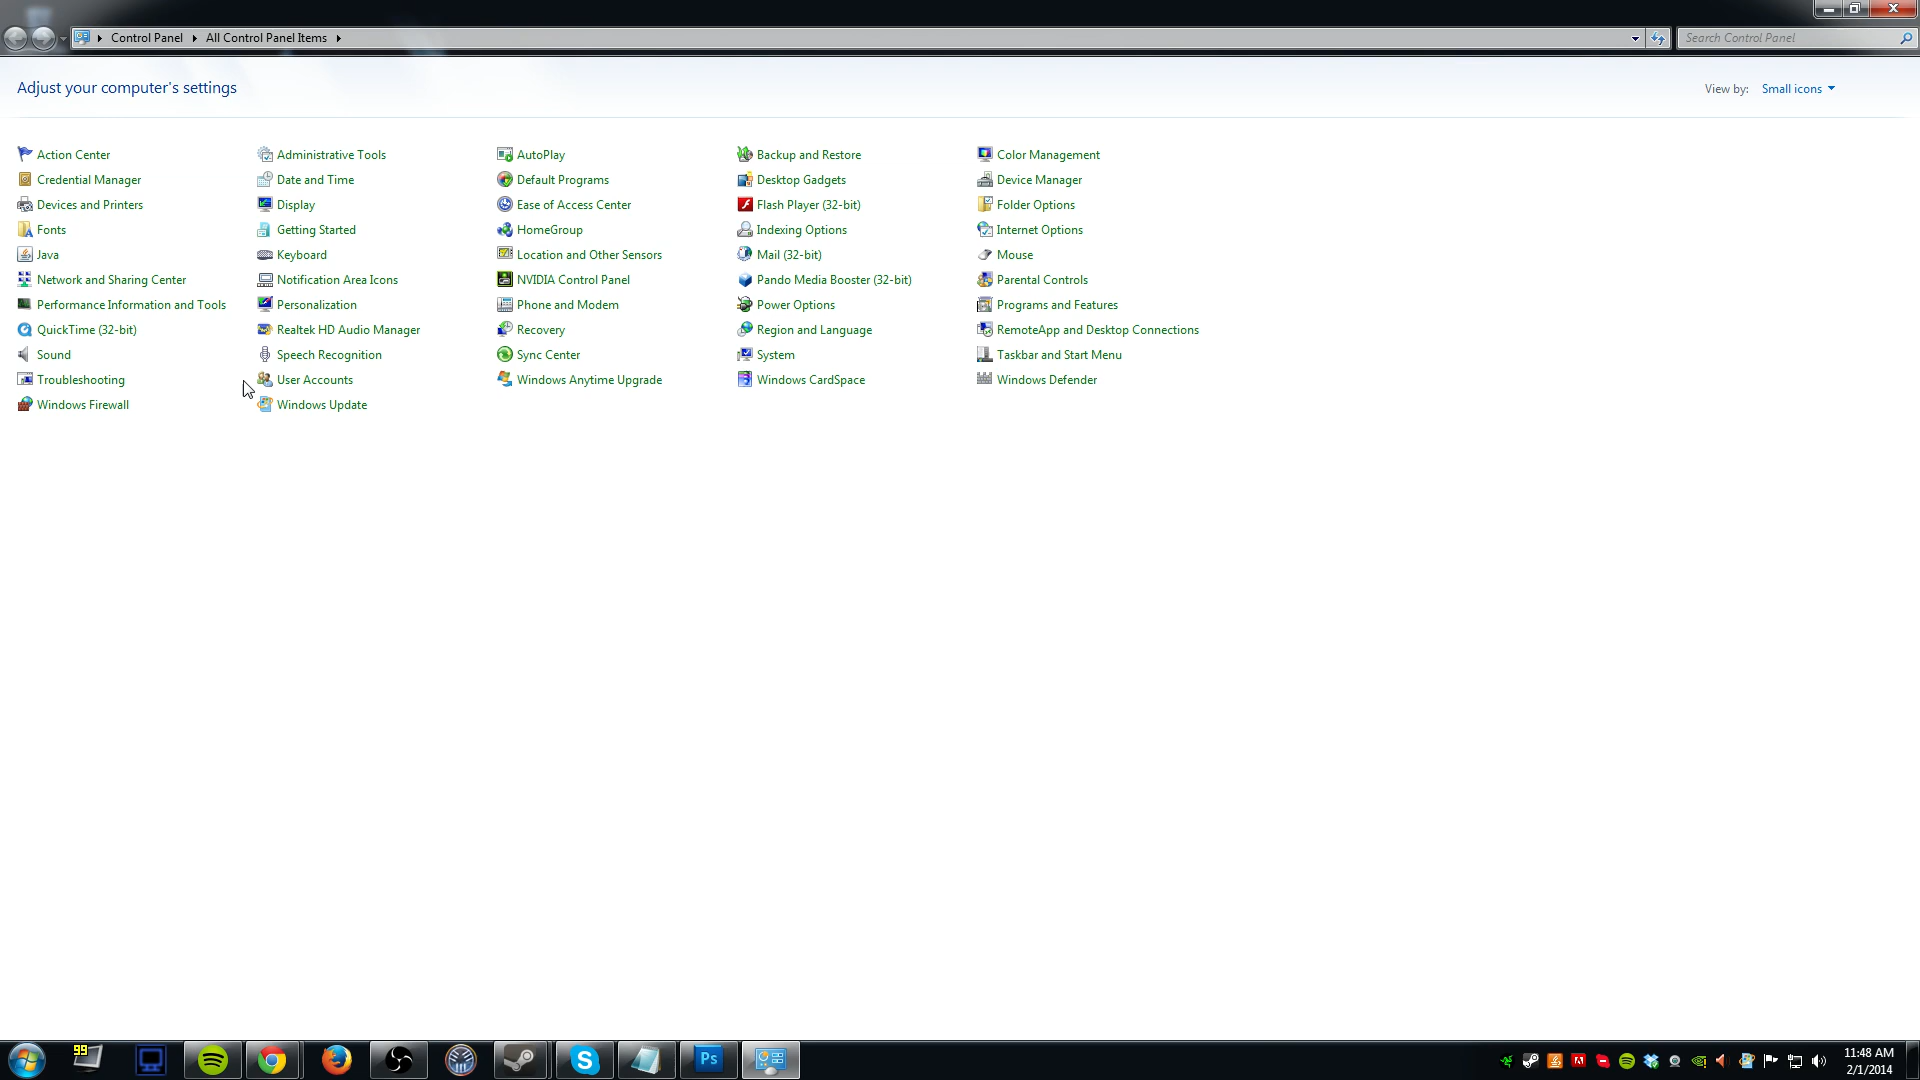 Control Panel All Control Panel Items
Search Control Panel
Adjust your computer's settings
View by: Small icons
Action Center Administrative Tools AutoPlay Backup and Restore Color Management
Credential Manager Date and Time Default Programs Desktop Gadgets Device Manager
Devices and Printers Display Ease of Access Center Flash Player (32-bit) Folder Options
Fonts Getting Started HomeGroup Indexing Options Internet Options
Java Keyboard Location and Other Sensors Mail (32-bit) Mouse
Network and Sharing Center Notification Area Icons NVIDIA Control Panel Pando Media Booster (32-bit) Parental Controls
Performance Information and Tools Personalization Phone and Modem Power Options Programs and Features
QuickTime (32-bit) Realtek HD Audio Manager Recovery Region and Language RemoteApp and Desktop Connections
Sound Speech Recognition Sync Center System Taskbar and Start Menu
Troubleshooting User Accounts Windows Anytime Upgrade Windows CardSpace Windows Defender
Windows Firewall Windows Update
99
Ps
11:48 AM
2/1/2014